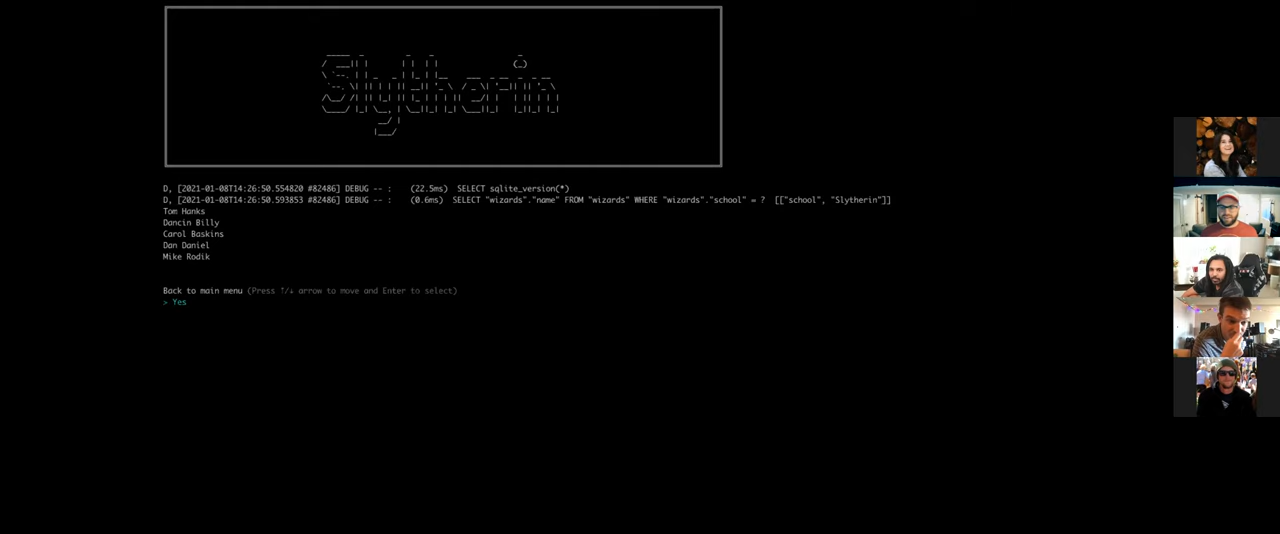 Slytherin
D, [2021-01-08T14:26:50.554820 #82486] DEBUG -- :    (22.5ms)  SELECT sqlite_version(*)
D, [2021-01-08T14:26:50.593853 #82486] DEBUG -- :    (0.6ms)  SELECT "wizards"."name" FROM "wizards" WHERE "wizards"."school" = ?  [["school", "Slytherin"]]
Tom Hanks
Dancin Billy
Carol Baskins
Dan Daniel
Mike Rodik
Back to main menu (Press ↑/↓ arrow to move and Enter to select)
> Yes